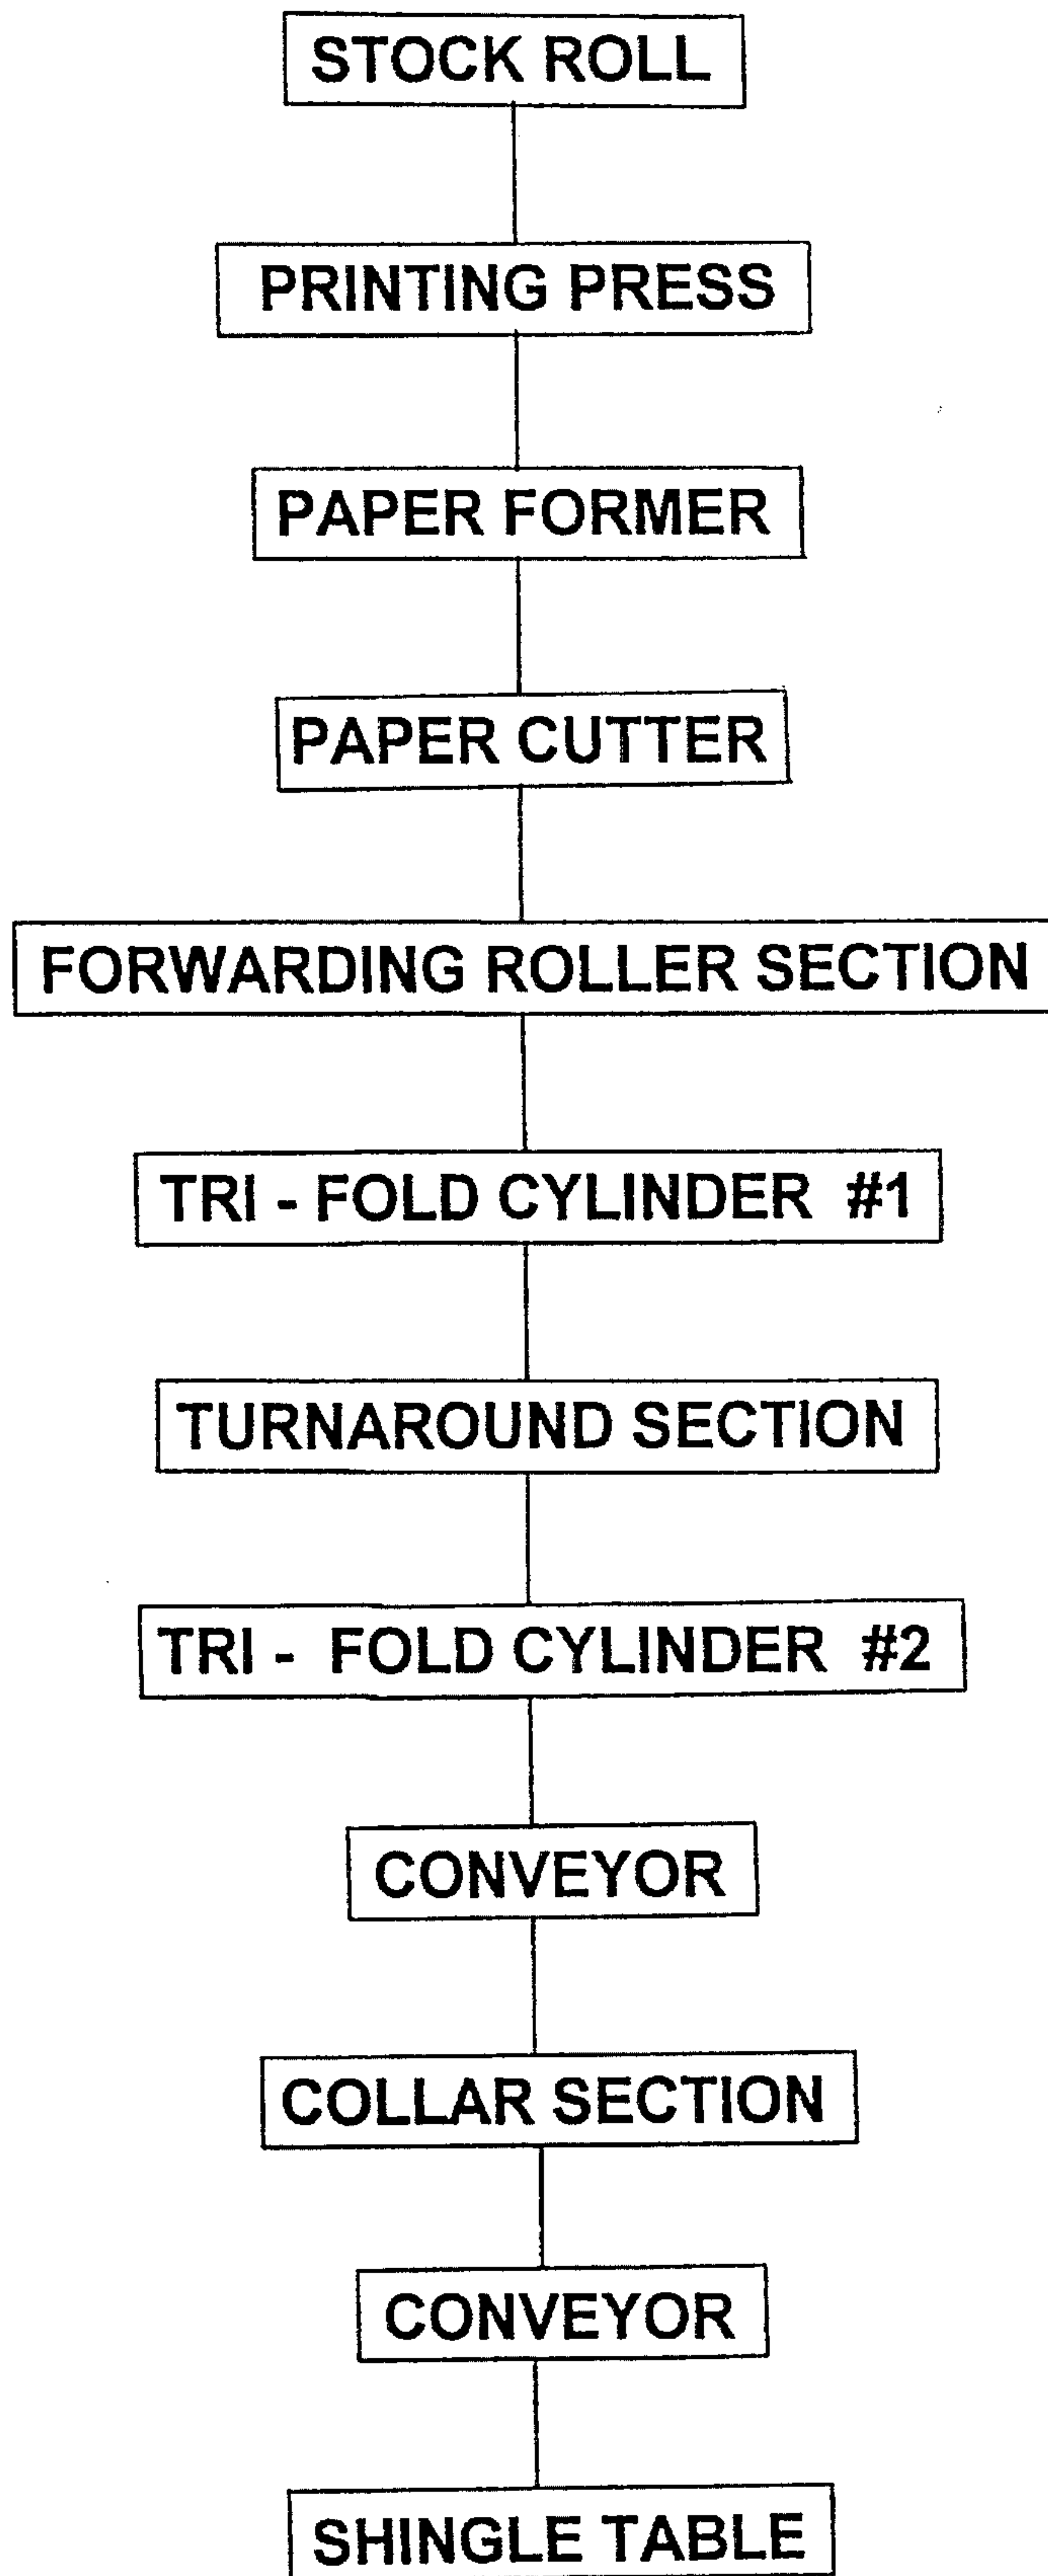 STOCK ROLL
PRINTING PRESS
PAPER FORMER
PAPER CUTTER
FORWARDING ROLLER SECTION
TRI - FOLD CYLINDER #1
TURNAROUND SECTION
TRI - FOLD CYLINDER #2
CONVEYOR
COLLAR SECTION
CONVEYOR
SHINGLE TABLE